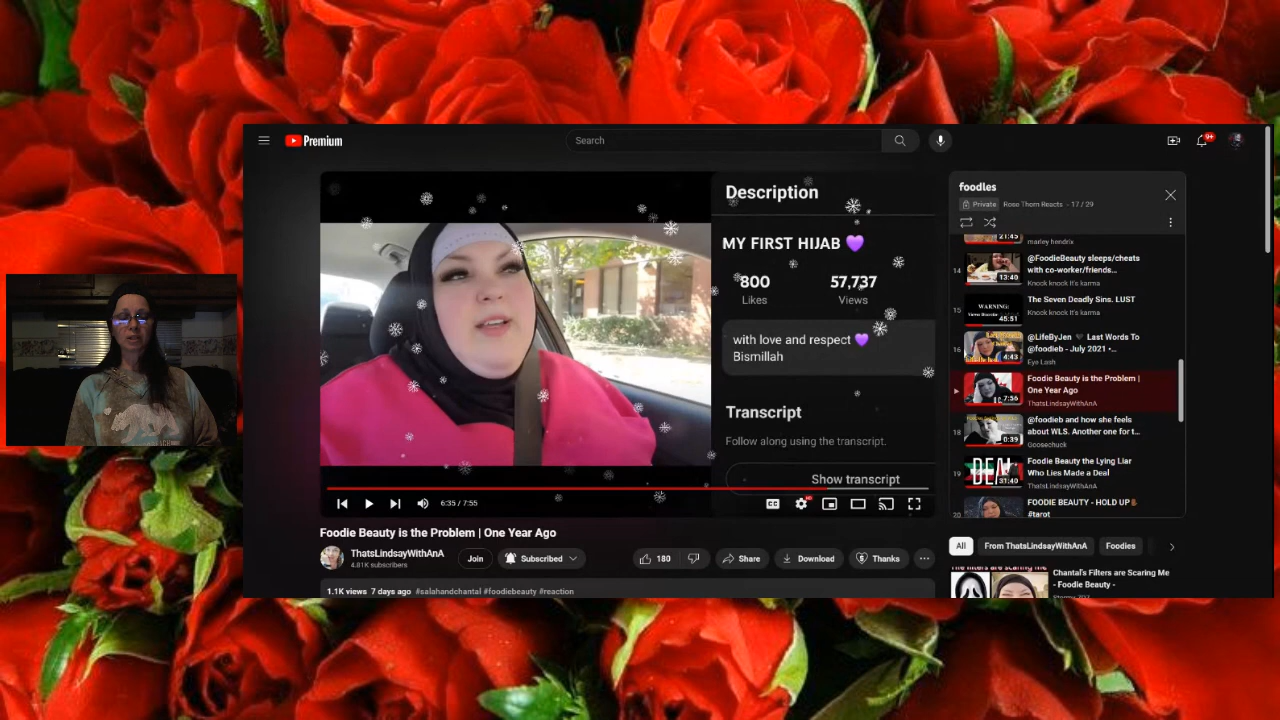 Premium
Search
9+
Description
MY FIRST HIJAB 💜
800
57,737
Likes
Views
with love and respect 💜
Bismillah
Transcript
Follow along using the transcript.
Show transcript
6:35 / 7:55
CC
HD
Foodie Beauty is the Problem | One Year Ago
ThatsLindsayWithAnA
4.81K subscribers
Join
Subscribed
180
Share
Download
Thanks
1.1K views 7 days ago #salahandchantal #foodiebeauty #reaction
foodles
Private
Rose Thorn Reacts - 17 / 29
21:45
marley hendrix
14
13:40
@FoodieBeauty sleeps/cheats
with co-worker/friends...
Knock knock It's karma
15
WARNING:
45:51
The Seven Deadly Sins. LUST
Knock knock It's karma
16
4:43
@LifeByJen 🖤 Last Words To
@foodieb - July 2021 •...
Eye Lash
7:56
Foodie Beauty is the Problem |
One Year Ago
ThatsLindsayWithAnA
18
0:39
@foodieb and how she feels
about WLS. Another one for t...
Goosechuck
19
DEAL
31:40
Foodie Beauty the Lying Liar
Who Lies Made a Deal
ThatsLindsayWithAnA
20
FOODIE BEAUTY - HOLD UP✋
#tarot
All
From ThatsLindsayWithAnA
Foodies
Chantal's Filters are Scaring Me
- Foodie Beauty -